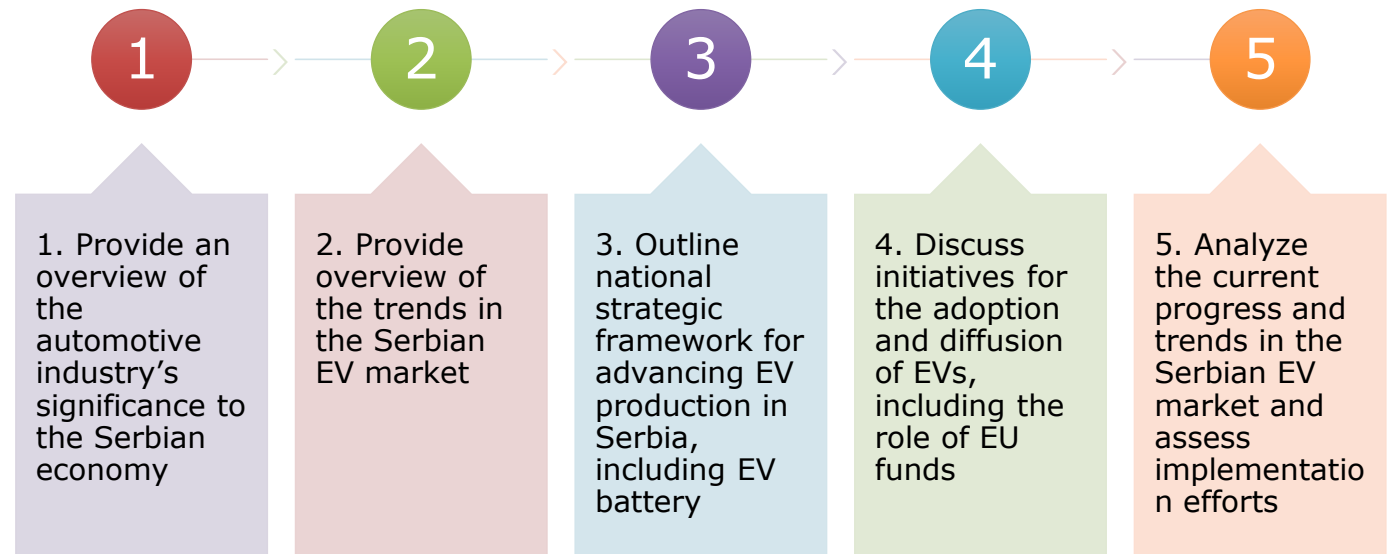 1
2
3
4
5
1. Provide an
overview of
the
automotive
industry’s
significance to
the Serbian
economy
2. Provide
overview of
the trends in
the Serbian
EV market
3. Outline
national
strategic
framework for
advancing EV
production in
Serbia,
including EV
battery
4. Discuss
initiatives for
the adoption
and diffusion
of EVs,
including the
role of EU
funds
5. Analyze
the current
progress and
trends in the
Serbian EV
market and
assess
implementatio
n efforts